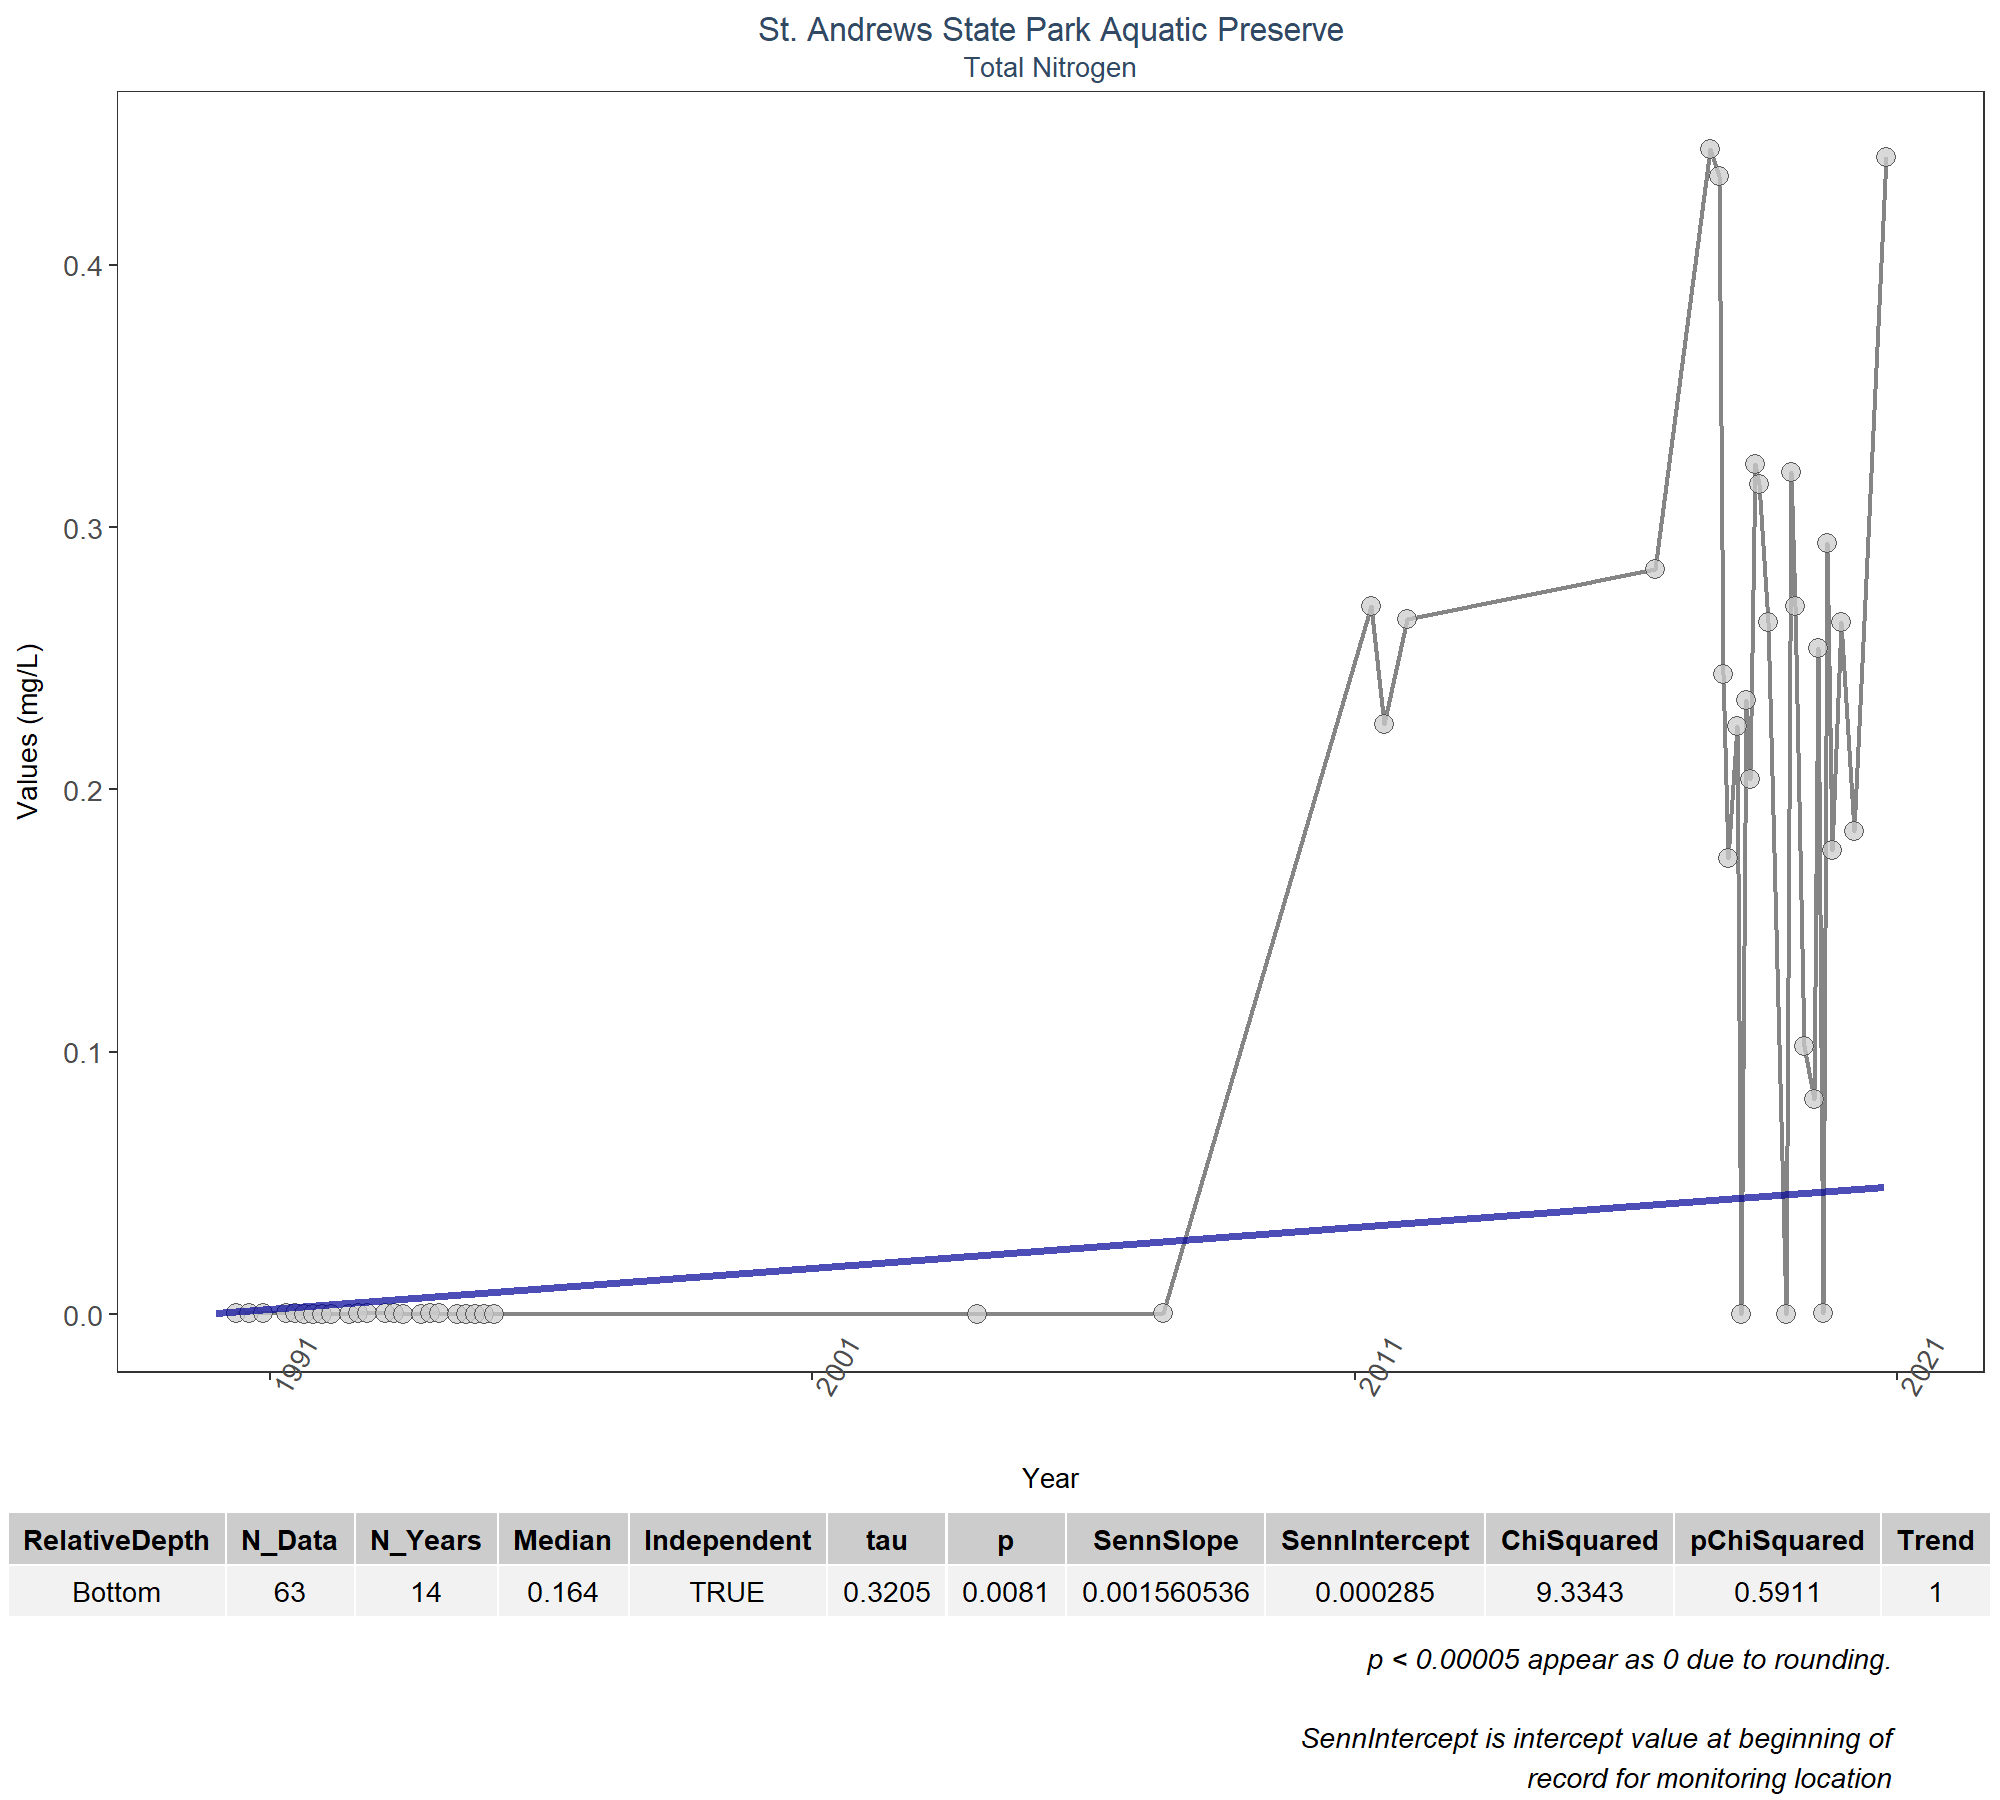 St. Andrews State Park Aquatic Preserve
Total Nitrogen
Values (mg/L)
0.4
0.3
0.2
0.1
0.0
1991
2001
2011
2021
Year
RelativeDepth N_Data N_Years Median Independent tau p SennSlope SennIntercept ChiSquared pChiSquared Trend
Bottom 63 14 0.164 TRUE 0.3205 0.0081 0.001560536 0.000285 9.3343 0.5911 1
p < 0.00005 appear as 0 due to rounding.
SennIntercept is intercept value at beginning of
record for monitoring location